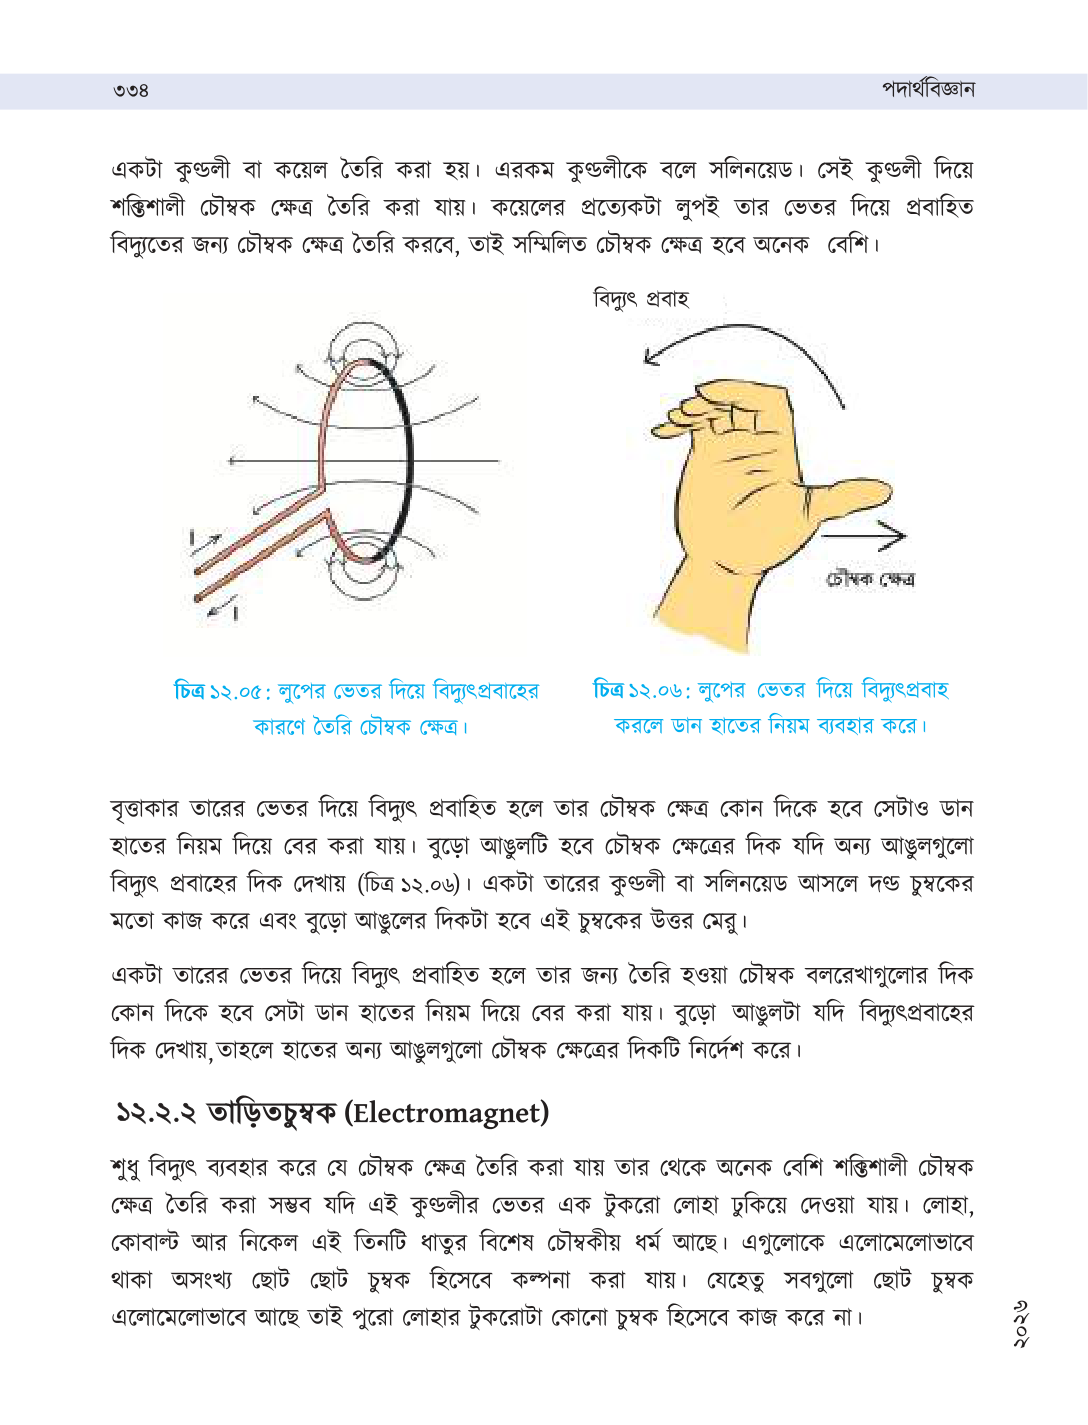 ৩৩৪
পদার্থবিজ্ঞান
একটা কুণ্ডলী বা কয়েল তৈরি করা হয়। এরকম কুণ্ডলীকে বলে সলিনয়েড। সেই কুণ্ডলী দিয়ে
শক্তিশালী চৌম্বক ক্ষেত্র তৈরি করা যায়। কয়েলের প্রত্যেকটা লুপই তার ভেতর দিয়ে প্রবাহিত
বিদ্যুতের জন্য চৌম্বক ক্ষেত্র তৈরি করবে, তাই সম্মিলিত চৌম্বক ক্ষেত্র হবে অনেক বেশি।
বিদ্যুৎ প্রবাহ
I
I
চৌম্বক ক্ষেত্র
চিত্র ১২.০৫: লুপের ভেতর দিয়ে বিদ্যুৎপ্রবাহের
কারণে তৈরি চৌম্বক ক্ষেত্র।
চিত্র ১২.০৬: লুপের ভেতর দিয়ে বিদ্যুৎপ্রবাহ
করলে ডান হাতের নিয়ম ব্যবহার করে।
বৃত্তাকার তারের ভেতর দিয়ে বিদ্যুৎ প্রবাহিত হলে তার চৌম্বক ক্ষেত্র কোন দিকে হবে সেটাও ডান
হাতের নিয়ম দিয়ে বের করা যায়। বুড়ো আঙুলটি হবে চৌম্বক ক্ষেত্রের দিক যদি অন্য আঙুলগুলো
বিদ্যুৎ প্রবাহের দিক দেখায় (চিত্র ১২.০৬)। একটা তারের কুণ্ডলী বা সলিনয়েড আসলে দণ্ড চুম্বকের
মতো কাজ করে এবং বুড়ো আঙুলের দিকটা হবে এই চুম্বকের উত্তর মেরু।
একটা তারের ভেতর দিয়ে বিদ্যুৎ প্রবাহিত হলে তার জন্য তৈরি হওয়া চৌম্বক বলরেখাগুলোর দিক
কোন দিকে হবে সেটা ডান হাতের নিয়ম দিয়ে বের করা যায়। বুড়ো আঙুলটা যদি বিদ্যুৎপ্রবাহের
দিক দেখায়, তাহলে হাতের অন্য আঙুলগুলো চৌম্বক ক্ষেত্রের দিকটি নির্দেশ করে।
১২.২.২ তাড়িতচুম্বক (Electromagnet)
শুধু বিদ্যুৎ ব্যবহার করে যে চৌম্বক ক্ষেত্র তৈরি করা যায় তার থেকে অনেক বেশি শক্তিশালী চৌম্বক
ক্ষেত্র তৈরি করা সম্ভব যদি এই কুণ্ডলীর ভেতর এক টুকরো লোহা ঢুকিয়ে দেওয়া যায়। লোহা,
কোবাল্ট আর নিকেল এই তিনটি ধাতুর বিশেষ চৌম্বকীয় ধর্ম আছে। এগুলোকে এলোমেলোভাবে
থাকা অসংখ্য ছোট ছোট চুম্বক হিসেবে কল্পনা করা যায়। যেহেতু সবগুলো ছোট চুম্বক
এলোমেলোভাবে আছে তাই পুরো লোহার টুকরোটা কোনো চুম্বক হিসেবে কাজ করে না।
২০২৬